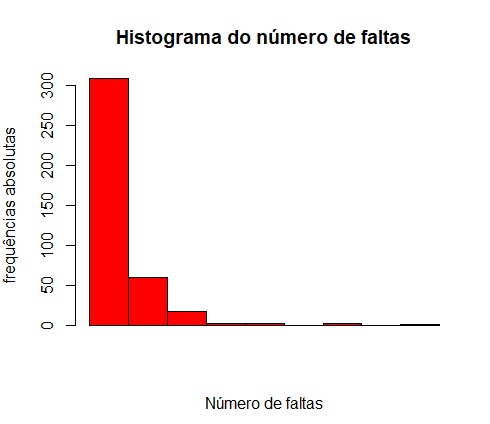 Histograma do número de faltas
frequências absolutas
300
250
200
150
100
50
0
Número de faltas